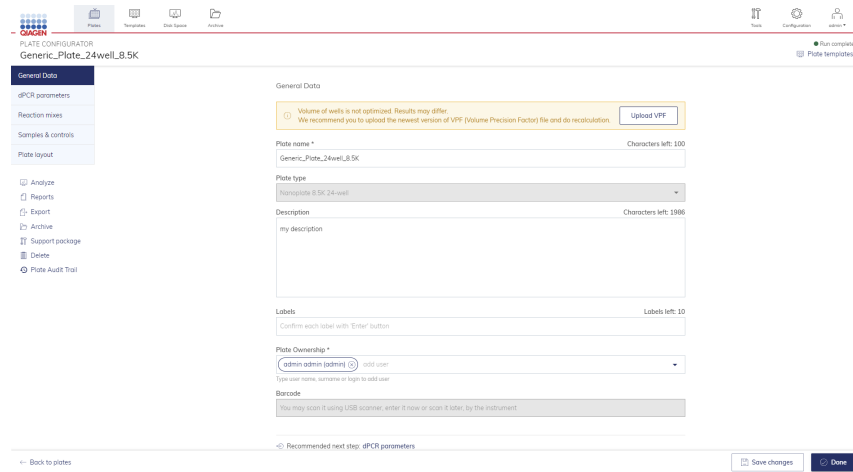 QIAGEN
Plates
Templates
Disk Space
Archive
Tools
Configuration
admin
PLATE CONFIGURATOR
Generic_Plate_24well_8.5K
Run complete
Plate templates
General Data
dPCR parameters
Reaction mixes
Samples & controls
Plate layout
Analyze
Reports
Export
Archive
Support package
Delete
Plate Audit Trail
General Data
Volume of wells is not optimized. Results may differ.
We recommend you to upload the newest version of VPF (Volume Precision Factor) file and do recalculation.
Upload VPF
Plate name * Characters left: 100
Generic_Plate_24well_8.5K
Plate type
Nanoplate 8.5K 24-well
Description Characters left: 1986
my description
Labels Labels left: 10
Confirm each label with 'Enter' button
Plate Ownership *
admin admin (admin) add user
Type user name, surname or login to add user
Barcode
You may scan it using USB scanner, enter it now or scan it later, by the instrument
Recommended next step: dPCR parameters
← Back to plates
Save changes
Done